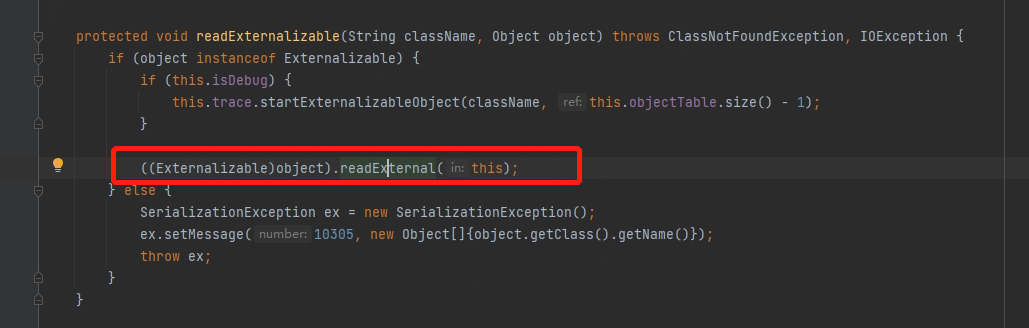 protected void readExternalizable(String className, Object object) throws ClassNotFoundException, IOException {
if (object instanceof Externalizable) {
if (this.isDebug) {
this.trace.startExternalizableObject(className, ref: this.objectTable.size() - 1);
}
((Externalizable)object).readExternal( in: this);
} else {
SerializationException ex = new SerializationException();
ex.setMessage( number: 10305, new Object[]{object.getClass().getName()});
throw ex;
}
}